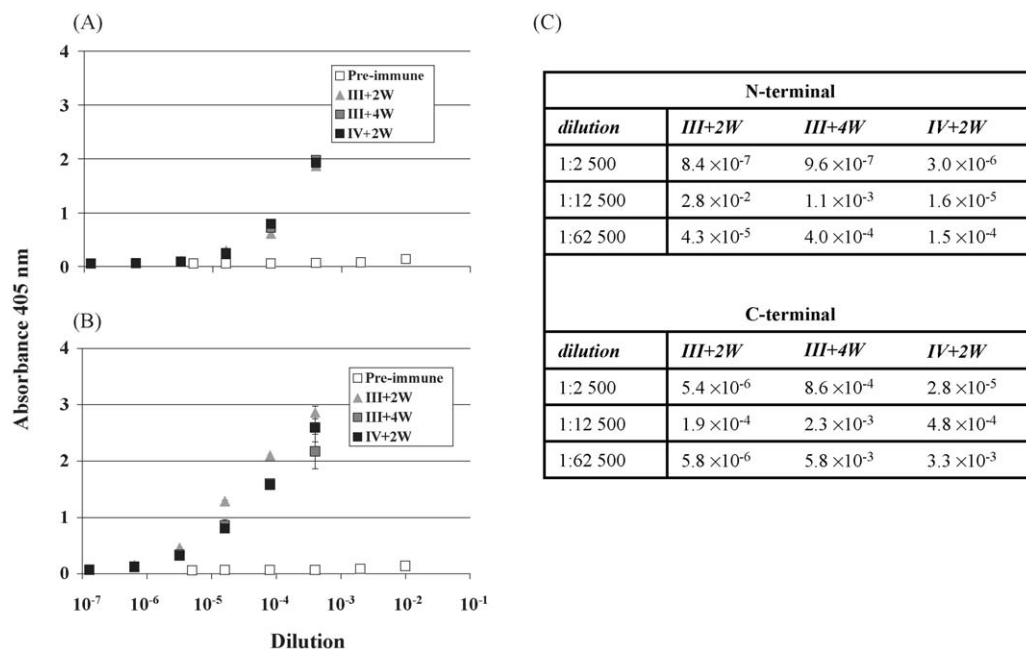 (A)
4
3
2
1
0
Pre-immune
III+2W
III+4W
IV+2W
Absorbance 405 nm
(B)
4
3
2
1
0
Pre-immune
III+2W
III+4W
IV+2W
10⁻⁷ 10⁻⁶ 10⁻⁵ 10⁻⁴ 10⁻³ 10⁻² 10⁻¹
Dilution
(C)
N-terminal
dilution III+2W III+4W IV+2W
1:2 500 8.4 ×10⁻⁷ 9.6 ×10⁻⁷ 3.0 ×10⁻⁶
1:12 500 2.8 ×10⁻² 1.1 ×10⁻³ 1.6 ×10⁻⁵
1:62 500 4.3 ×10⁻⁵ 4.0 ×10⁻⁴ 1.5 ×10⁻⁴
C-terminal
dilution III+2W III+4W IV+2W
1:2 500 5.4 ×10⁻⁶ 8.6 ×10⁻⁴ 2.8 ×10⁻⁵
1:12 500 1.9 ×10⁻⁴ 2.3 ×10⁻³ 4.8 ×10⁻⁴
1:62 500 5.8 ×10⁻⁶ 5.8 ×10⁻³ 3.3 ×10⁻³